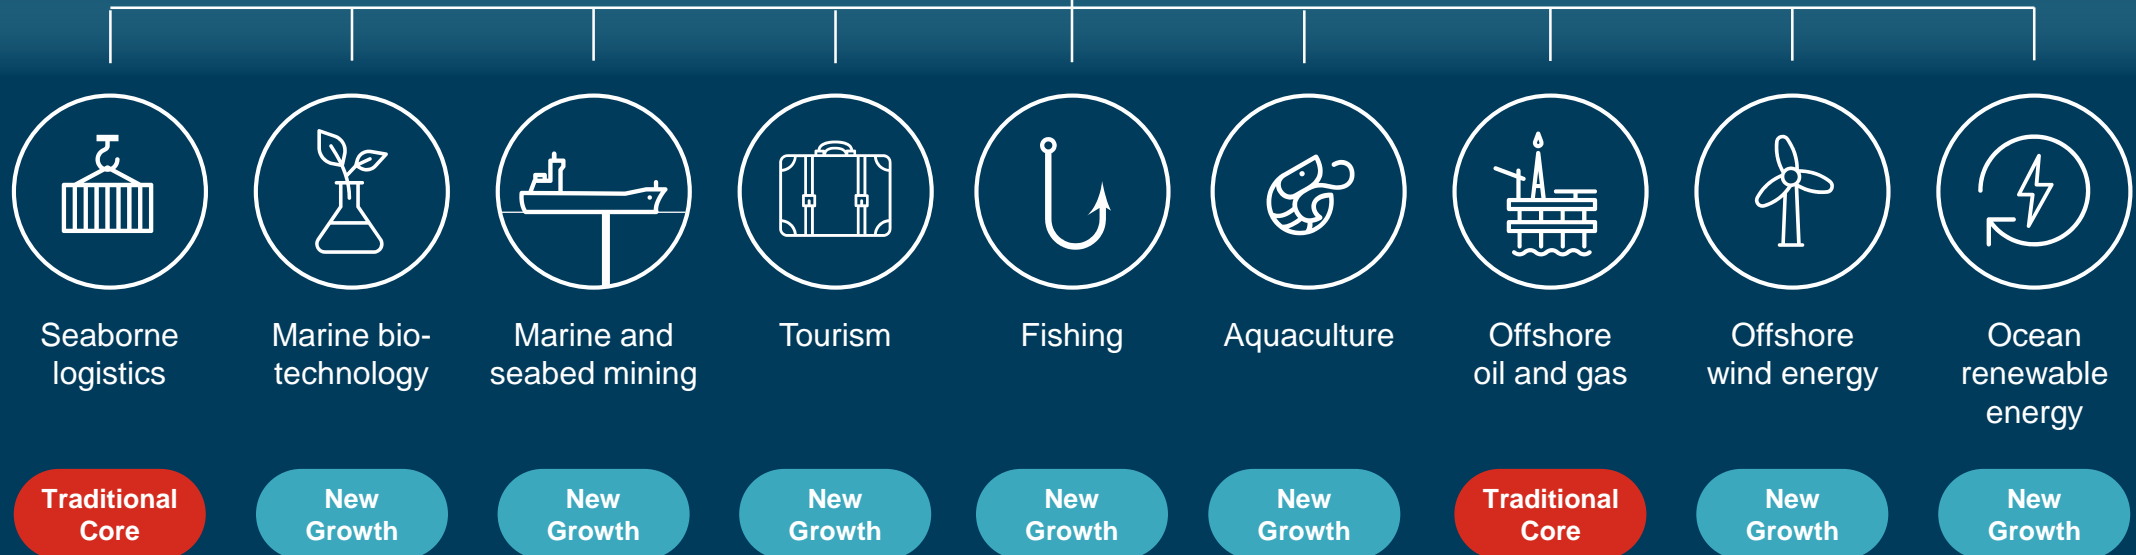 Seaborne
logistics
Marine bio-
technology
Marine and
seabed mining
Tourism
Fishing
Aquaculture
Offshore
oil and gas
Offshore
wind energy
Ocean
renewable
energy
Traditional
Core
New
Growth
New
Growth
New
Growth
New
Growth
New
Growth
Traditional
Core
New
Growth
New
Growth